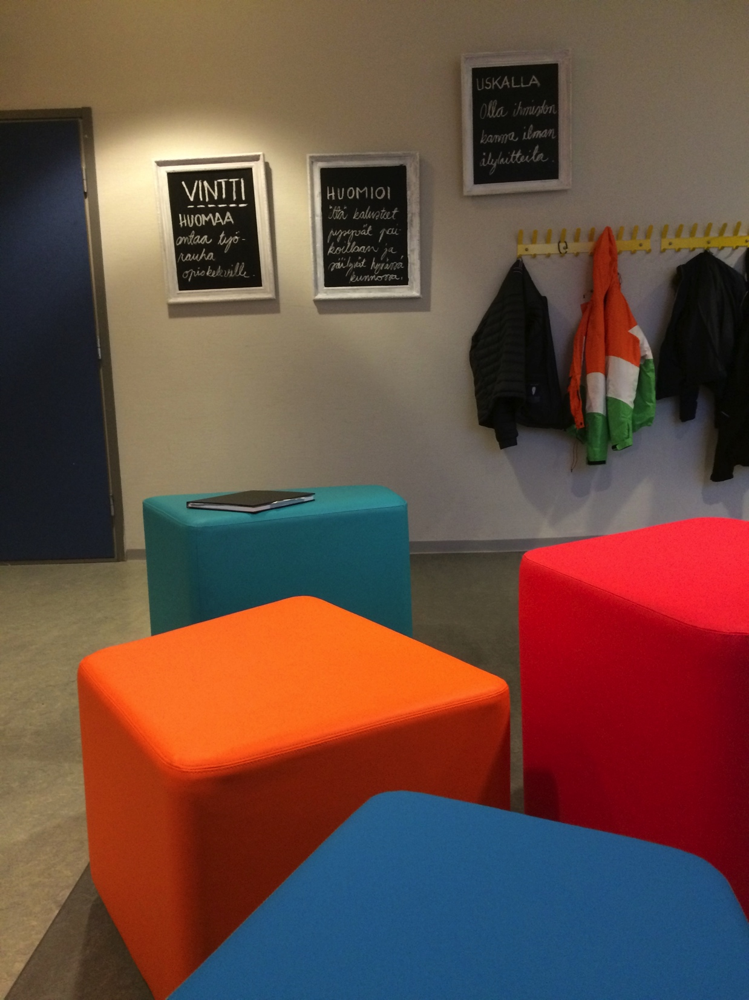 VINTTI
HUOMAA
antaa työ-
rauha
opiskeleville.
HUOMIOI
että kalusteet
pysyvät pai-
koillaan ja
säilyvät hyvässä
kunnossa.
USKALLA
Olla ihmisten
kanssa ilman
älylaitteita.